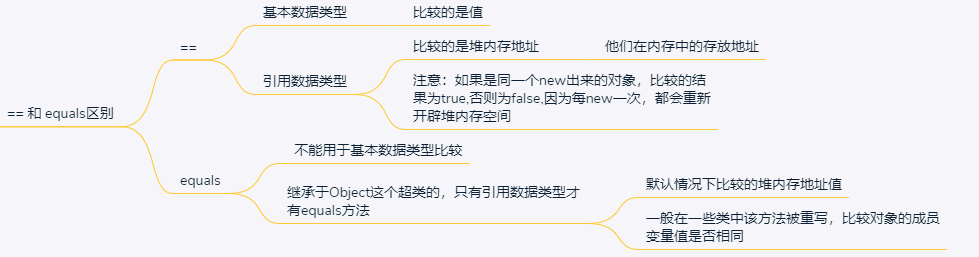 == 和 equals区别
==
基本数据类型
比较的是值
引用数据类型
比较的是堆内存地址
他们在内存中的存放地址
注意：如果是同一个new出来的对象，比较的结
果为true,否则为false,因为每new一次，都会重新
开辟堆内存空间
equals
不能用于基本数据类型比较
继承于Object这个超类的，只有引用数据类型才
有equals方法
默认情况下比较的堆内存地址值
一般在一些类中该方法被重写，比较对象的成员
变量值是否相同